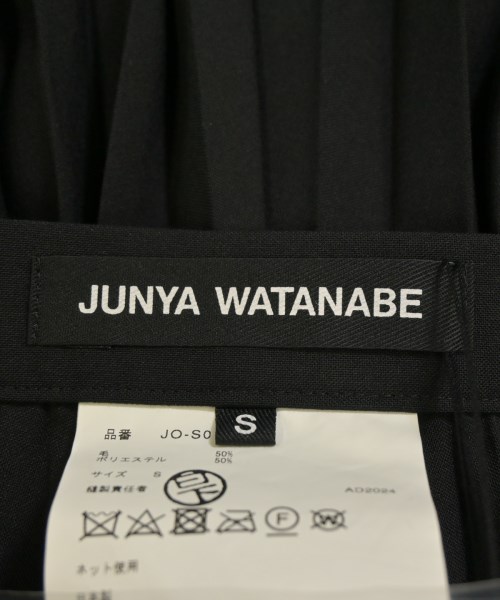 JUNYA WATANABE
S
品番 JO-S0
毛 50%
ポリエステル 50%
サイズ S
縫製責任者
AD2024
F
W
ネット使用
日本製